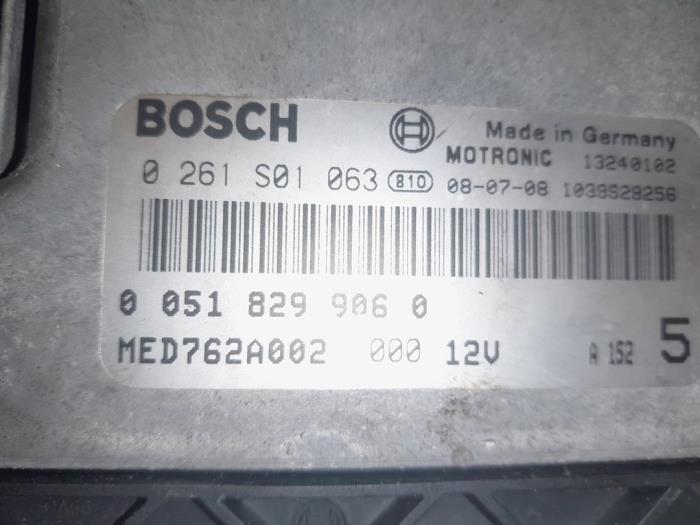 BOSCH Made in Germany
MOTRONIC 13240102
0 261 S01 063 810 08-07-08 1039S28256
0 051 829 906 0
MED762A002 000 12V A 152 5